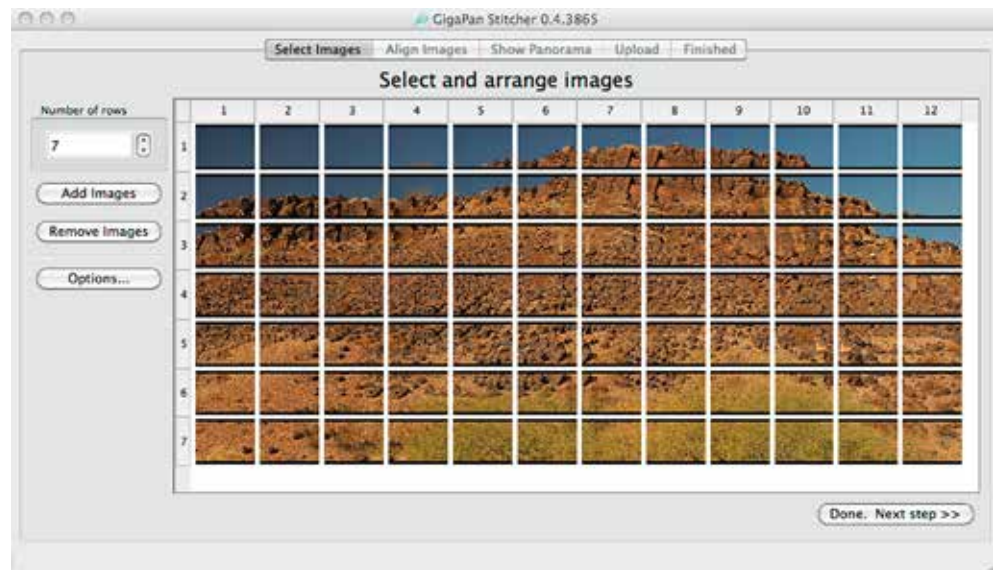 GigaPan Stitcher 0.4.3865
Select Images Align Images Show Panorama Upload Finished
Select and arrange images
Number of rows
7
Add Images
Remove Images
Options...
1 2 3 4 5 6 7 8 9 10 11 12
1
2
3
4
5
6
7
Done. Next step >>